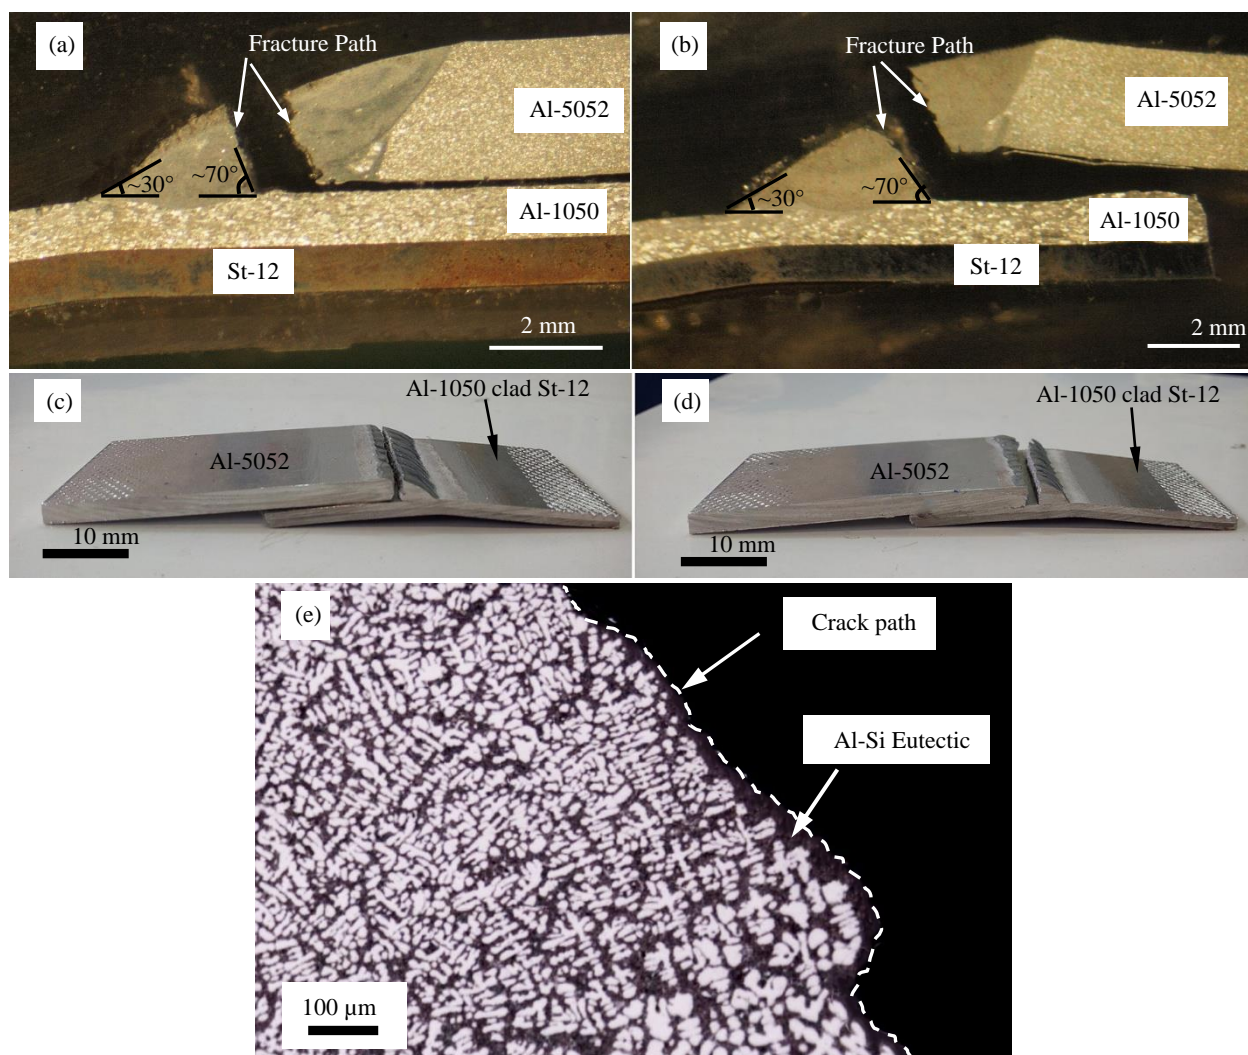 (a)
Fracture Path
Al-5052
~30°
~70°
Al-1050
St-12
2 mm
(b)
Fracture Path
Al-5052
~30°
~70°
Al-1050
St-12
2 mm
(c)
Al-1050 clad St-12
Al-5052
10 mm
(d)
Al-1050 clad St-12
Al-5052
10 mm
(e)
Crack path
Al-Si Eutectic
100 µm